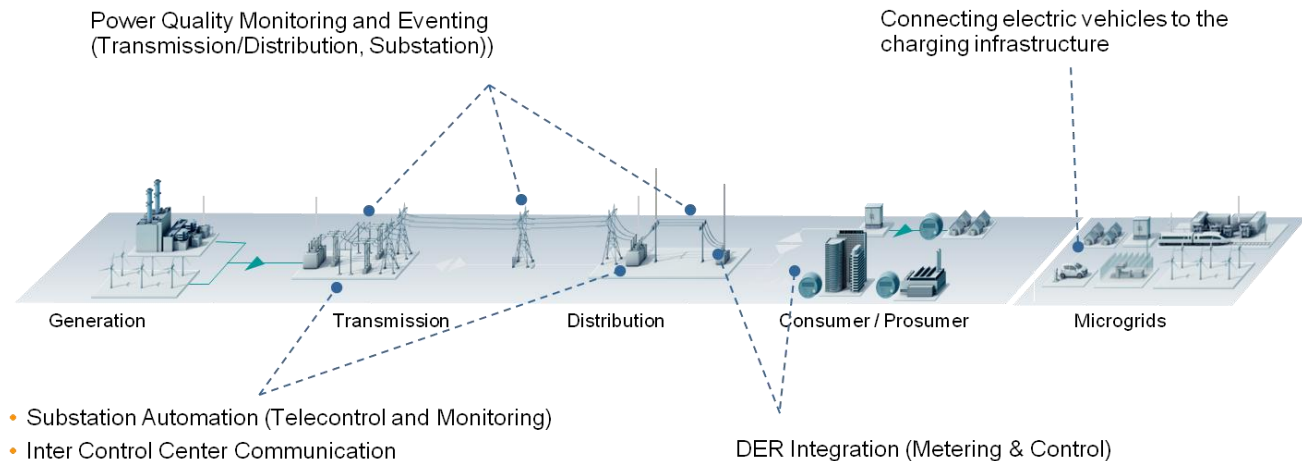 Power Quality Monitoring and Eventing
(Transmission/Distribution, Substation))
Connecting electric vehicles to the
charging infrastructure
Generation
Transmission
Distribution
Consumer / Prosumer
Microgrids
• Substation Automation (Telecontrol and Monitoring)
• Inter Control Center Communication
DER Integration (Metering & Control)